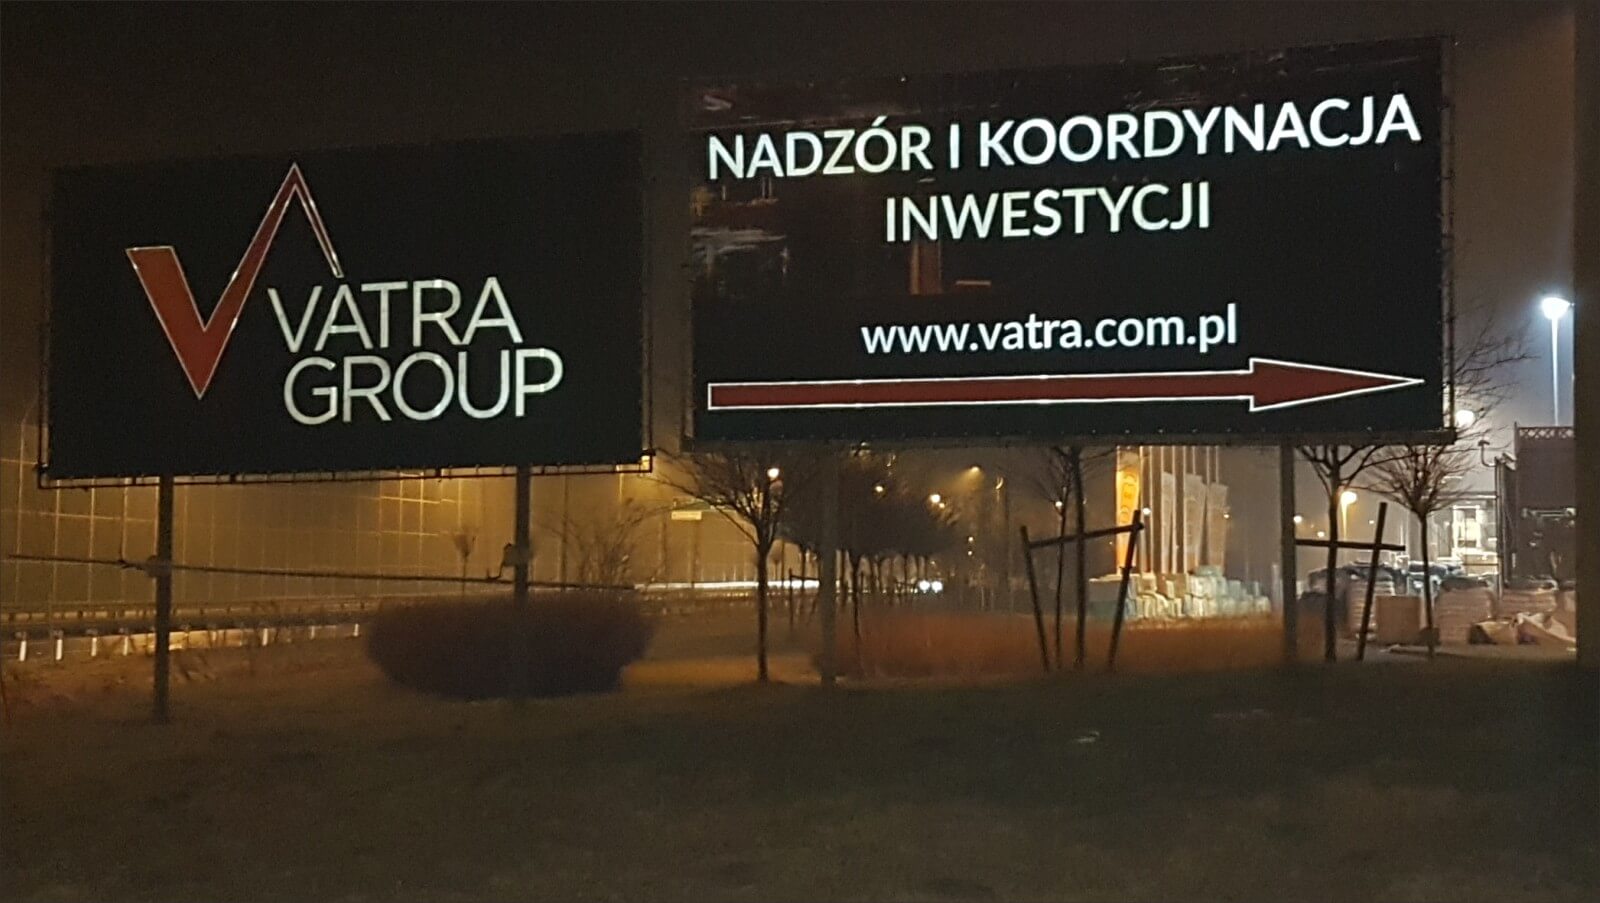 VATRA
GROUP
NADZÓR I KOORDYNACJA
INWESTYCJI
www.vatra.com.pl